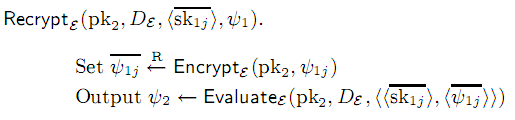 Recrypt_ℰ(pk₂, D_ℰ, ⟨\overline{sk_{1j}}⟩, ψ₁).
Set \overline{ψ_{1j}} \xleftarrow{R} Encrypt_ℰ(pk₂, ψ_{1j})
Output ψ₂ ← Evaluate_ℰ(pk₂, D_ℰ, ⟨⟨\overline{sk_{1j}}⟩, ⟨\overline{ψ_{1j}}⟩⟩)